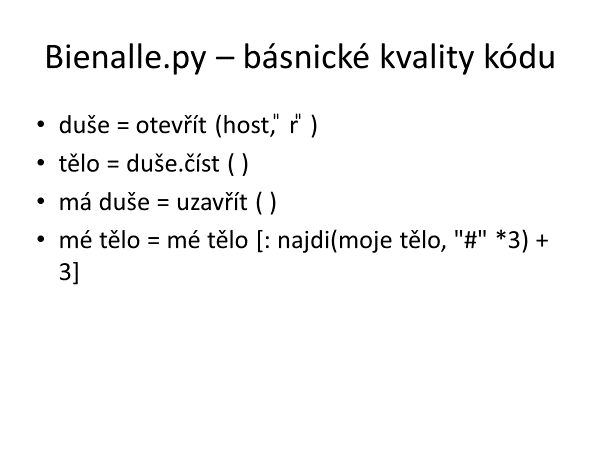 Bienalle.py – básnické kvality kódu
• duše = otevřít (host," r" )
• tělo = duše.číst ( )
• má duše = uzavřít ( )
• mé tělo = mé tělo [: najdi(moje tělo, "#" *3) +
3]